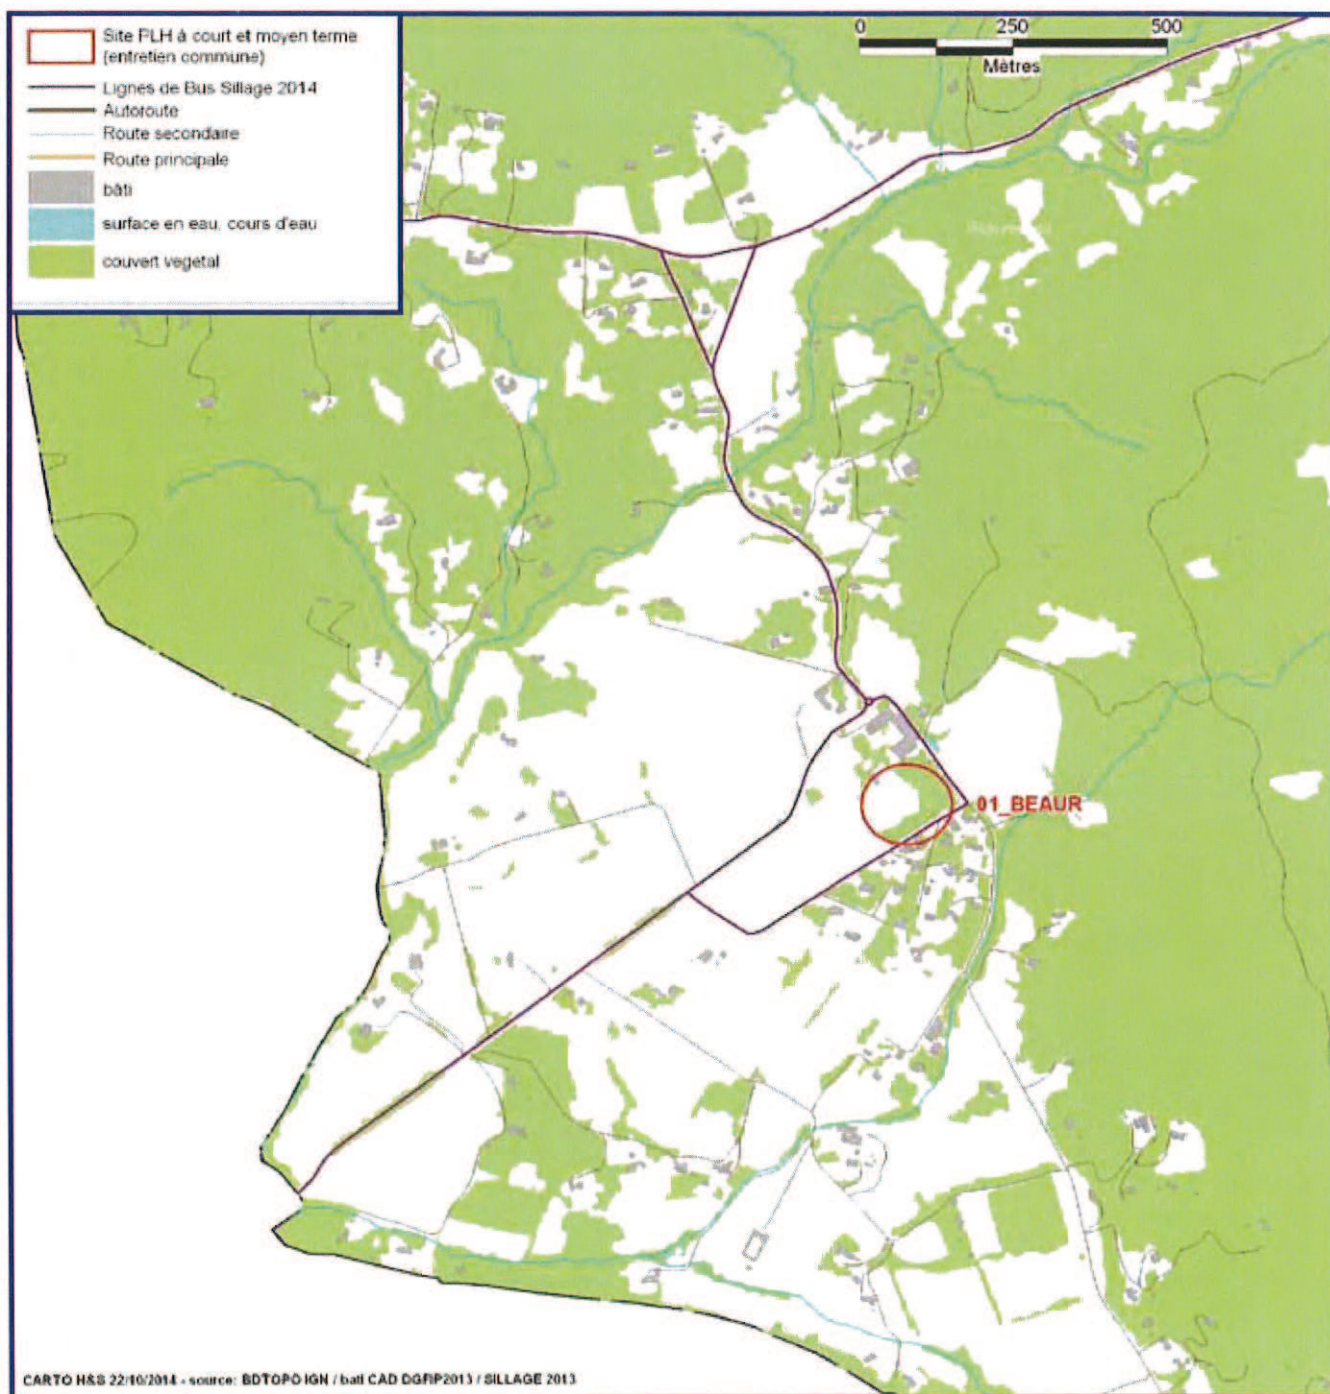 Site PLH à court et moyen terme
(entretien commune)
Lignes de Bus Sillage 2014
Autoroute
Route secondaire
Route principale
bâti
surface en eau, cours d'eau
couvert vegetal
0 250 500
Mètres
01_BEAUR
CARTO H&S 22/10/2014 - source: BDTOPO IGN / bati CAD DGFIP2013 / SILLAGE 2013